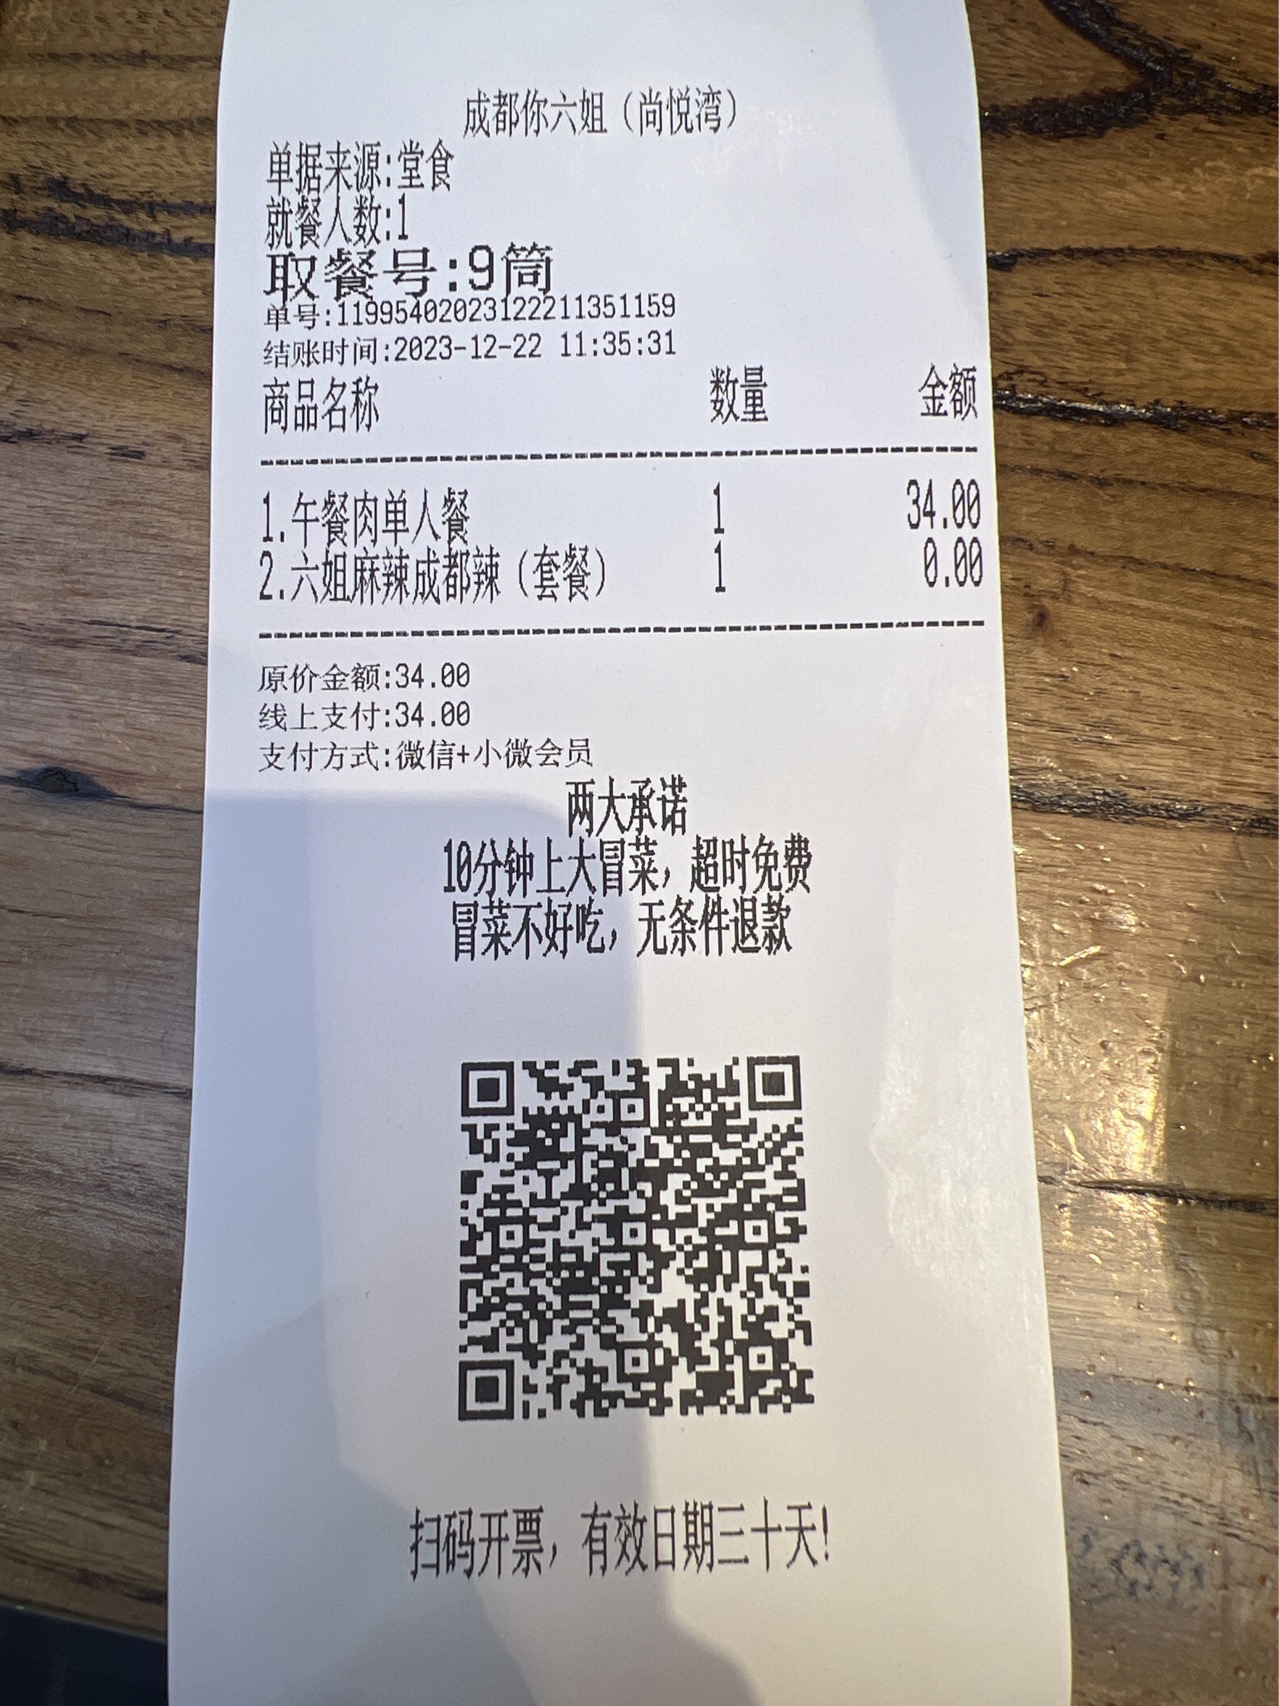 成都你六姐（尚悦湾）
单据来源:堂食
就餐人数:1
取餐号:9筒
单号:119954020231222211351159
结账时间:2023-12-22 11:35:31
商品名称 数量 金额
1.午餐肉单人餐 1 34.00
2.六姐麻辣成都辣（套餐） 1 0.00
原价金额:34.00
线上支付:34.00
支付方式:微信+小微会员
两大承诺
10分钟上大冒菜，超时免费
冒菜不好吃，无条件退款
扫码开票，有效日期三十天!